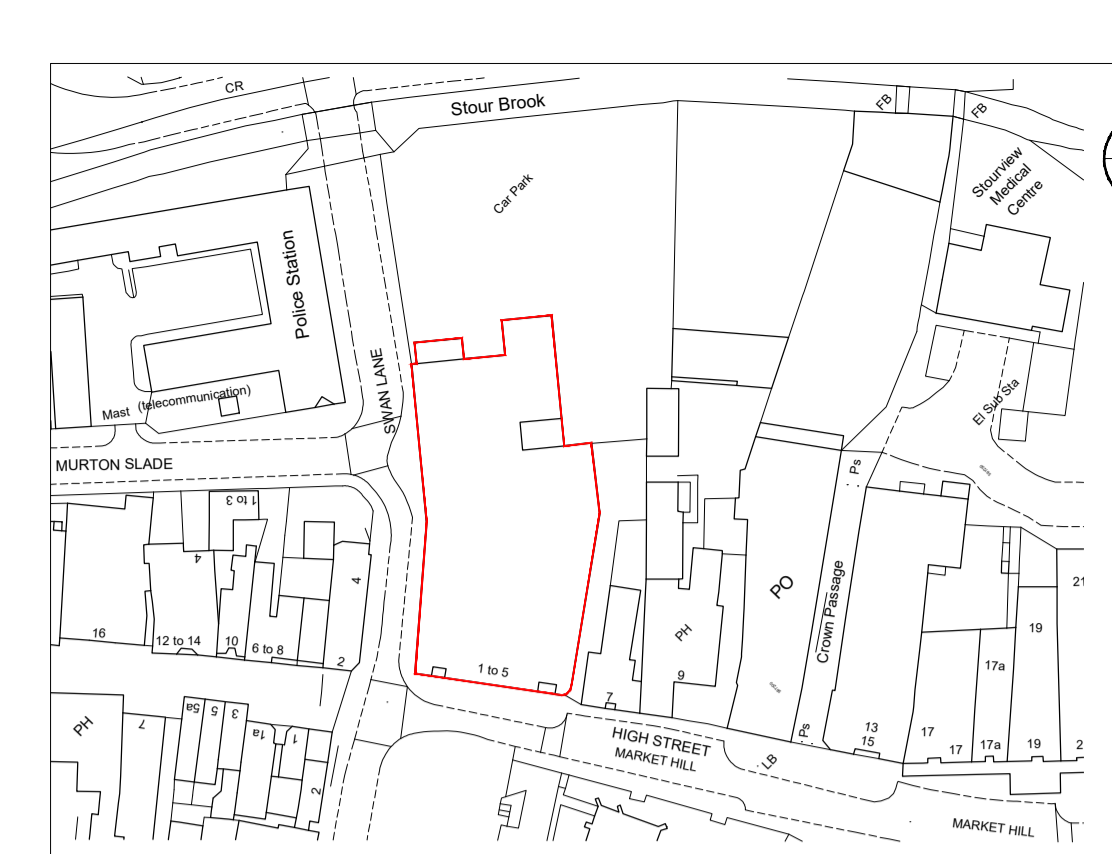 CR
Stour Brook
FB
FB
Car Park
Stourview
Medical
Centre
Police Station
SWAN LANE
Mast (telecommunication)
El Sub Sta
MURTON SLADE
Ps
1 to 3
4
4
PO
Crown Passage
21
16
12 to 14
10
6 to 8
2
PH
19
1 to 5
9
17a
7
Ps
PH
7
5a
5
3
1a
1
2
13
15
17
17
17a
19
2
HIGH STREET
MARKET HILL
LB
MARKET HILL